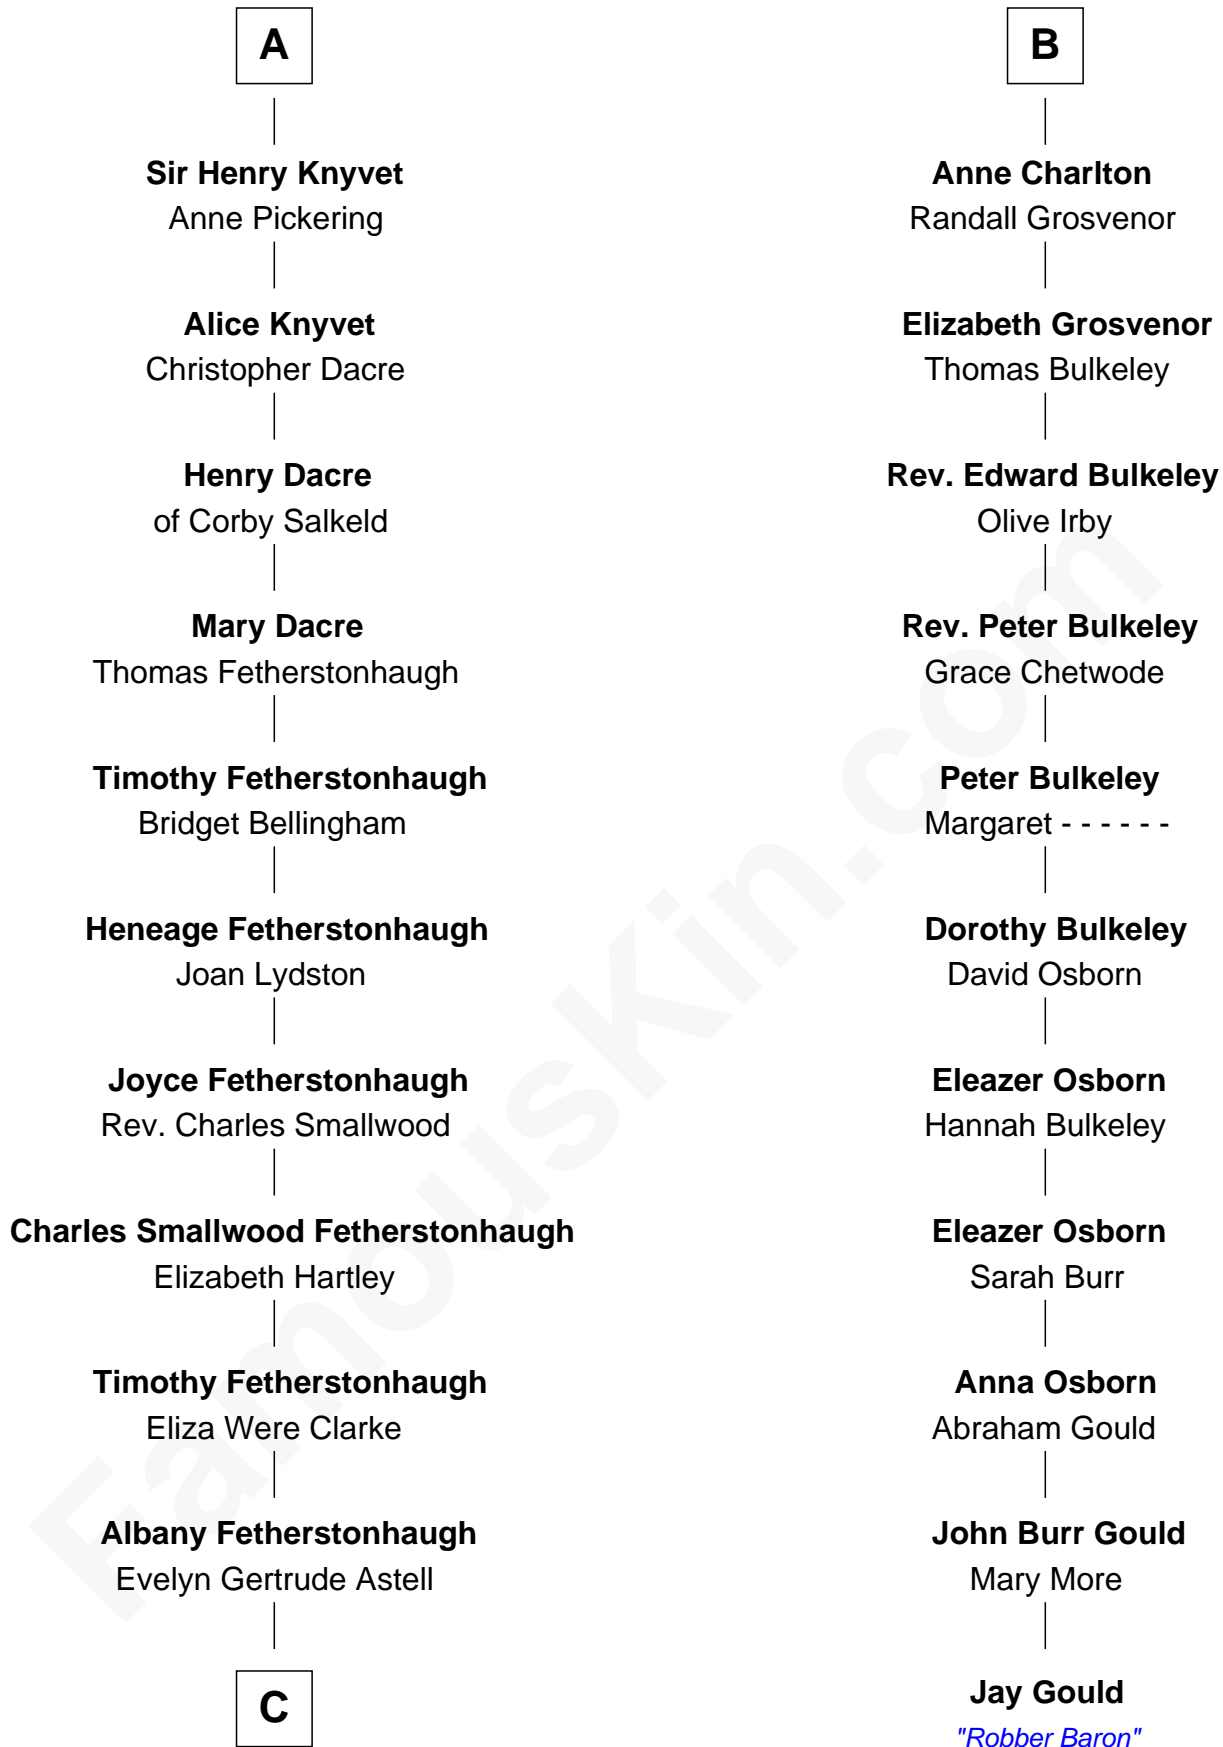 A
Sir Henry Knyvet
Anne Pickering
Alice Knyvet
Christopher Dacre
Henry Dacre
of Corby Salkeld
Mary Dacre
Thomas Fetherstonhaugh
Timothy Fetherstonhaugh
Bridget Bellingham
Heneage Fetherstonhaugh
Joan Lydston
Joyce Fetherstonhaugh
Rev. Charles Smallwood
Charles Smallwood Fetherstonhaugh
Elizabeth Hartley
Timothy Fetherstonhaugh
Eliza Were Clarke
Albany Fetherstonhaugh
Evelyn Gertrude Astell
C
B
Anne Charlton
Randall Grosvenor
Elizabeth Grosvenor
Thomas Bulkeley
Rev. Edward Bulkeley
Olive Irby
Rev. Peter Bulkeley
Grace Chetwode
Peter Bulkeley
Margaret - - - - - -
Dorothy Bulkeley
David Osborn
Eleazer Osborn
Hannah Bulkeley
Eleazer Osborn
Sarah Burr
Anna Osborn
Abraham Gould
John Burr Gould
Mary More
Jay Gould
"Robber Baron"
FamousKin.com